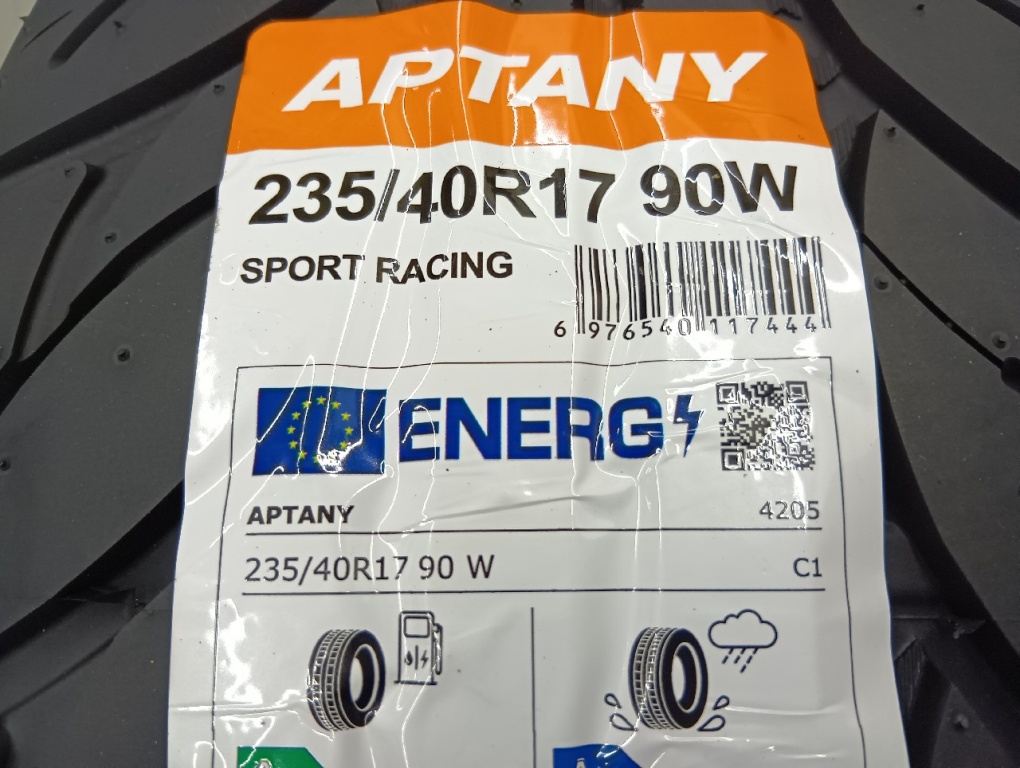 APTANY
235/40R17 90W
SPORT RACING
6 976540 117444
ENERG
APTANY 4205
235/40R17 90 W C1
A A